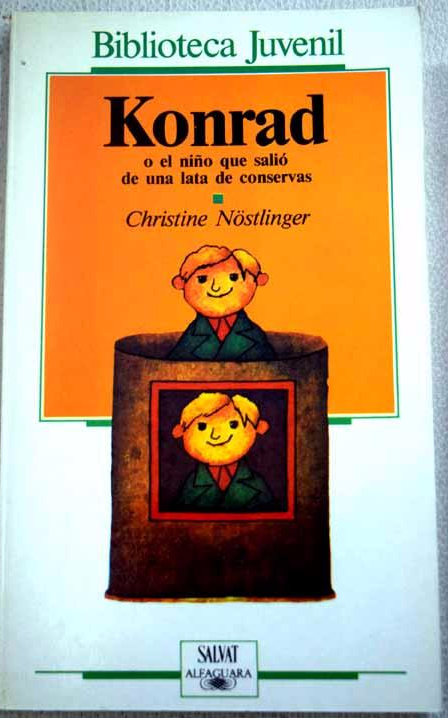 Biblioteca Juvenil
Konrad
o el niño que salió
de una lata de conservas
Christine Nöstlinger
SALVAT
ALFAGUARA